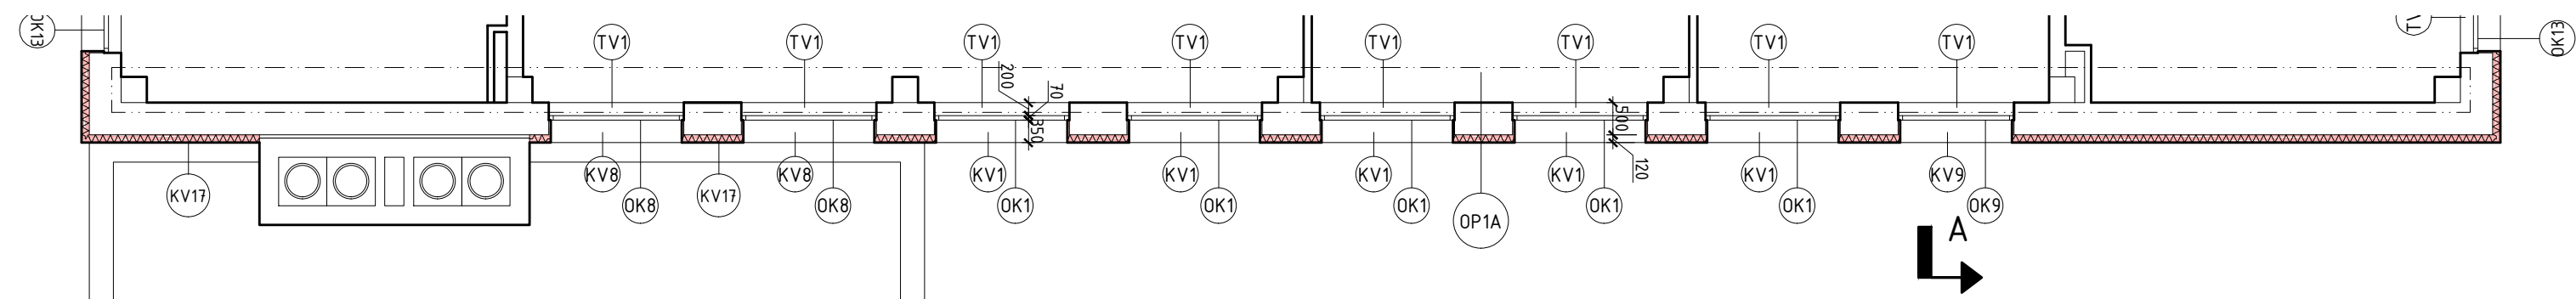 OK13
TV1 TV1 TV1 TV1 TV1 TV1 TV1 TV1 TV
OK13
200 70
350 500
120
KV17 KV8 KV17 KV8 KV1 KV1 KV1 KV1 KV1 KV9
OK8 OK8 OK1 OK1 OK1 OK1 OK1 OK9
OP1A
A